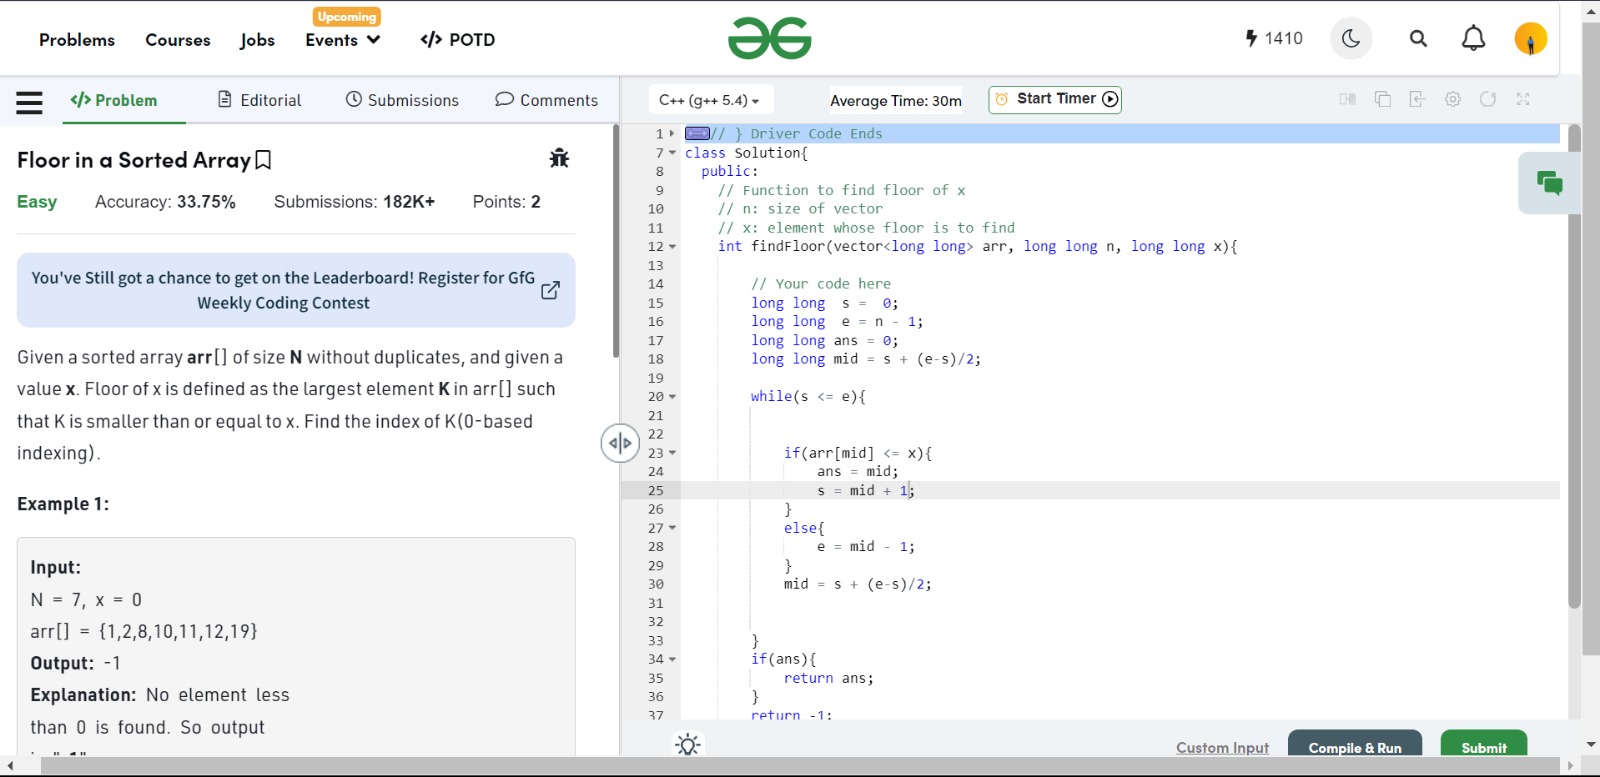 Upcoming
Problems Courses Jobs Events </> POTD
1410
</> Problem Editorial Submissions Comments
C++ (g++ 5.4) Average Time: 30m Start Timer
Floor in a Sorted Array
Easy Accuracy: 33.75% Submissions: 182K+ Points: 2
You've Still got a chance to get on the Leaderboard! Register for GfG
Weekly Coding Contest
Given a sorted array arr[] of size N without duplicates, and given a
value x. Floor of x is defined as the largest element K in arr[] such
that K is smaller than or equal to x. Find the index of K(0-based
indexing).
Example 1:
Input:
N = 7, x = 0
arr[] = {1,2,8,10,11,12,19}
Output: -1
Explanation: No element less
than 0 is found. So output
1 // } Driver Code Ends
7 class Solution{
8 public:
9 // Function to find floor of x
10 // n: size of vector
11 // x: element whose floor is to find
12 int findFloor(vector<long long> arr, long long n, long long x){
13
14 // Your code here
15 long long s = 0;
16 long long e = n - 1;
17 long long ans = 0;
18 long long mid = s + (e-s)/2;
19
20 while(s <= e){
21
22
23 if(arr[mid] <= x){
24 ans = mid;
25 s = mid + 1;
26 }
27 else{
28 e = mid - 1;
29 }
30 mid = s + (e-s)/2;
31
32
33 }
34 if(ans){
35 return ans;
36 }
37 return -1;
Custom Input Compile & Run Submit